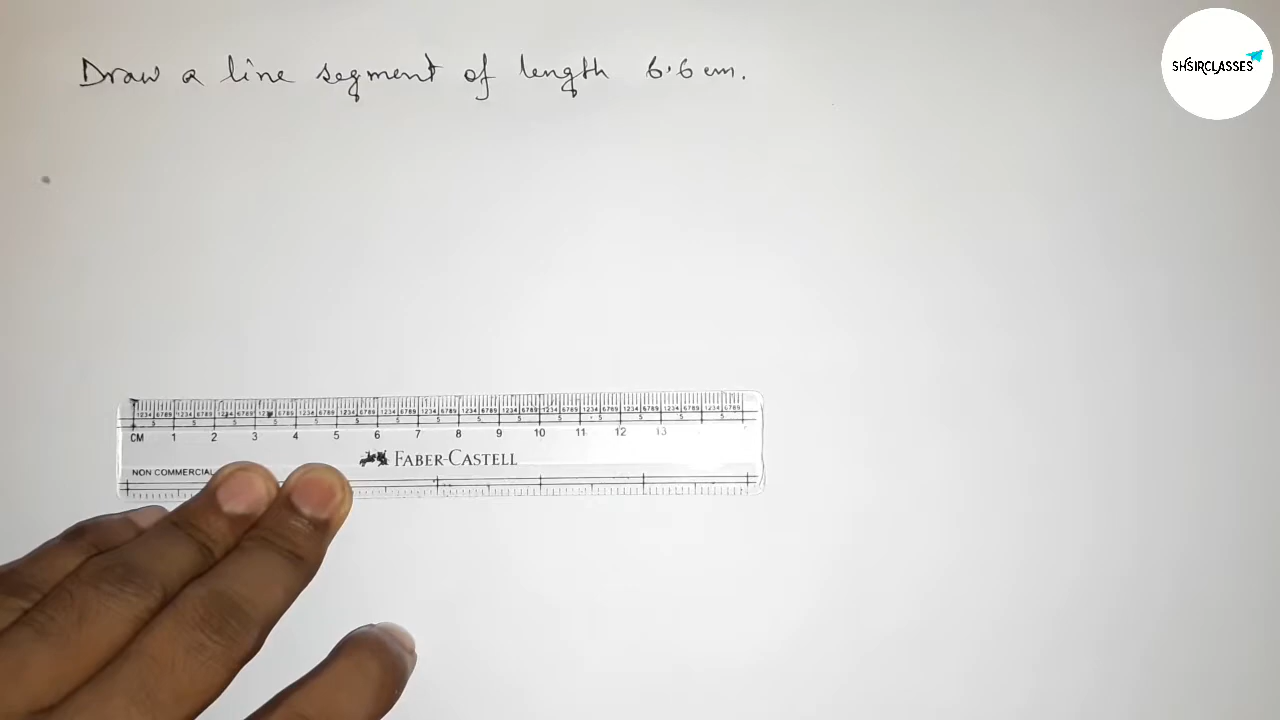 Draw a line segment of length 6.6 cm.
SHSIRCLASSES
CM 1 2 3 4 5 6 7 8 9 10 11 12 13
FABER-CASTELL
NON COMMERCIAL